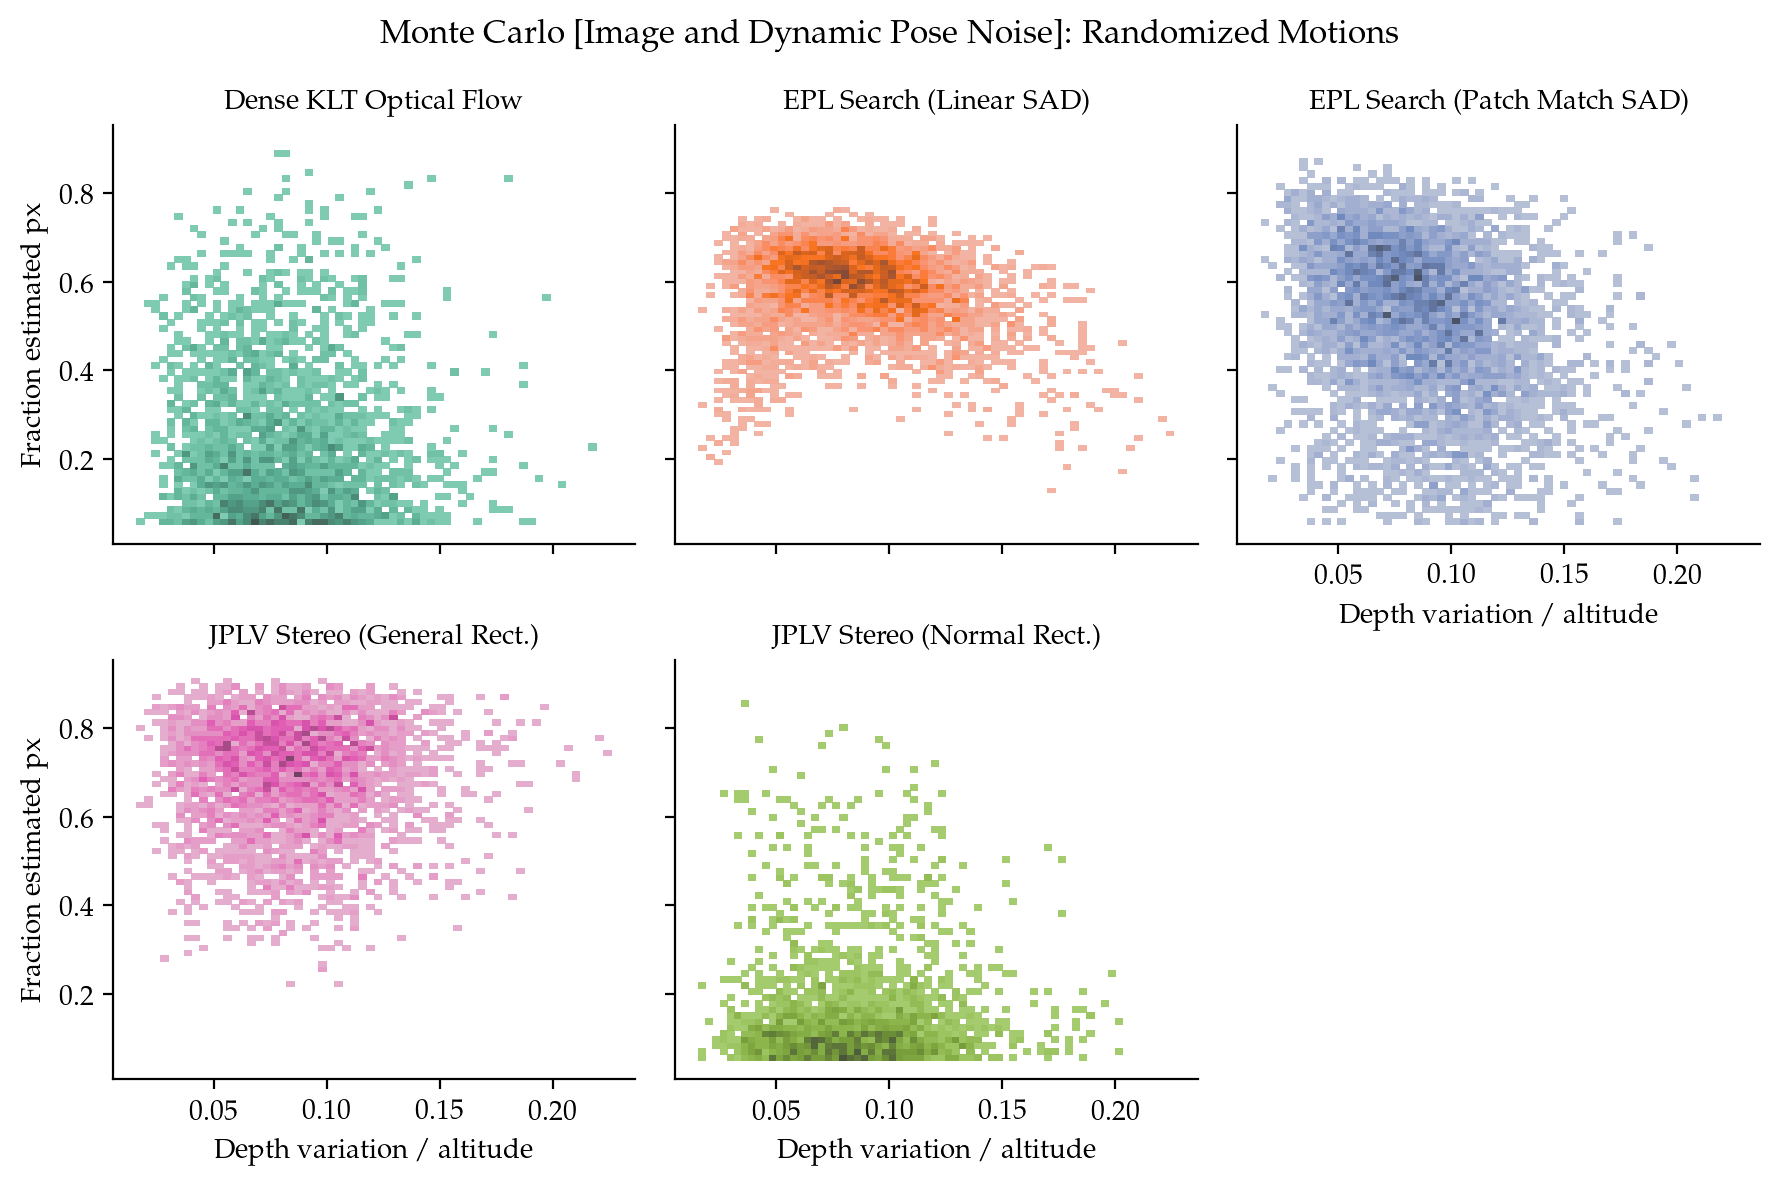 Monte Carlo [Image and Dynamic Pose Noise]: Randomized Motions
Dense KLT Optical Flow
EPL Search (Linear SAD)
EPL Search (Patch Match SAD)
Fraction estimated px
0.8
0.6
0.4
0.2
0.05 0.10 0.15 0.20
Depth variation / altitude
JPLV Stereo (General Rect.)
JPLV Stereo (Normal Rect.)
Fraction estimated px
0.8
0.6
0.4
0.2
0.05 0.10 0.15 0.20
Depth variation / altitude
0.05 0.10 0.15 0.20
Depth variation / altitude